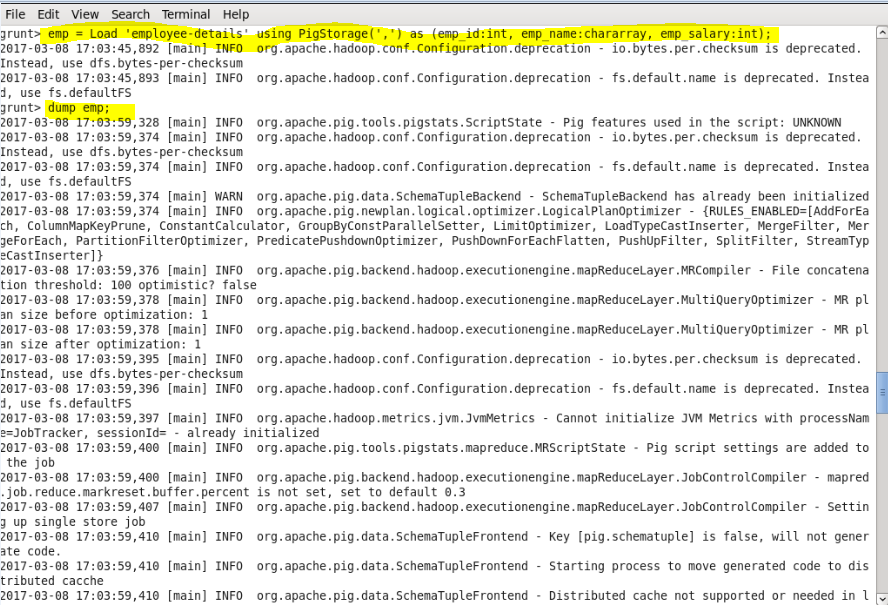 File Edit View Search Terminal Help
grunt> emp = Load 'employee-details' using PigStorage(',') as (emp_id:int, emp_name:chararray, emp_salary:int);
2017-03-08 17:03:45,892 [main] INFO  org.apache.hadoop.conf.Configuration.deprecation - io.bytes.per.checksum is deprecated.
Instead, use dfs.bytes-per-checksum
2017-03-08 17:03:45,893 [main] INFO  org.apache.hadoop.conf.Configuration.deprecation - fs.default.name is deprecated. Instea
d, use fs.defaultFS
grunt> dump emp;
2017-03-08 17:03:59,328 [main] INFO  org.apache.pig.tools.pigstats.ScriptState - Pig features used in the script: UNKNOWN
2017-03-08 17:03:59,374 [main] INFO  org.apache.hadoop.conf.Configuration.deprecation - io.bytes.per.checksum is deprecated.
Instead, use dfs.bytes-per-checksum
2017-03-08 17:03:59,374 [main] INFO  org.apache.hadoop.conf.Configuration.deprecation - fs.default.name is deprecated. Instea
d, use fs.defaultFS
2017-03-08 17:03:59,374 [main] WARN  org.apache.pig.data.SchemaTupleBackend - SchemaTupleBackend has already been initialized
2017-03-08 17:03:59,374 [main] INFO  org.apache.pig.newplan.logical.optimizer.LogicalPlanOptimizer - {RULES_ENABLED=[AddForEa
ch, ColumnMapKeyPrune, ConstantCalculator, GroupByConstParallelSetter, LimitOptimizer, LoadTypeCastInserter, MergeFilter, Mer
geForEach, PartitionFilterOptimizer, PredicatePushdownOptimizer, PushDownForEachFlatten, PushUpFilter, SplitFilter, StreamTyp
eCastInserter]}
2017-03-08 17:03:59,376 [main] INFO  org.apache.pig.backend.hadoop.executionengine.mapReduceLayer.MRCompiler - File concatena
tion threshold: 100 optimistic? false
2017-03-08 17:03:59,378 [main] INFO  org.apache.pig.backend.hadoop.executionengine.mapReduceLayer.MultiQueryOptimizer - MR pl
an size before optimization: 1
2017-03-08 17:03:59,378 [main] INFO  org.apache.pig.backend.hadoop.executionengine.mapReduceLayer.MultiQueryOptimizer - MR pl
an size after optimization: 1
2017-03-08 17:03:59,395 [main] INFO  org.apache.hadoop.conf.Configuration.deprecation - io.bytes.per.checksum is deprecated.
Instead, use dfs.bytes-per-checksum
2017-03-08 17:03:59,396 [main] INFO  org.apache.hadoop.conf.Configuration.deprecation - fs.default.name is deprecated. Instea
d, use fs.defaultFS
2017-03-08 17:03:59,397 [main] INFO  org.apache.hadoop.metrics.jvm.JvmMetrics - Cannot initialize JVM Metrics with processNam
e=JobTracker, sessionId= - already initialized
2017-03-08 17:03:59,400 [main] INFO  org.apache.pig.tools.pigstats.mapreduce.MRScriptState - Pig script settings are added to
 the job
2017-03-08 17:03:59,400 [main] INFO  org.apache.pig.backend.hadoop.executionengine.mapReduceLayer.JobControlCompiler - mapred
.job.reduce.markreset.buffer.percent is not set, set to default 0.3
2017-03-08 17:03:59,407 [main] INFO  org.apache.pig.backend.hadoop.executionengine.mapReduceLayer.JobControlCompiler - Settin
g up single store job
2017-03-08 17:03:59,410 [main] INFO  org.apache.pig.data.SchemaTupleFrontend - Key [pig.schematuple] is false, will not gener
ate code.
2017-03-08 17:03:59,410 [main] INFO  org.apache.pig.data.SchemaTupleFrontend - Starting process to move generated code to dis
tributed cacche
2017-03-08 17:03:59,410 [main] INFO  org.apache.pig.data.SchemaTupleFrontend - Distributed cache not supported or needed in l